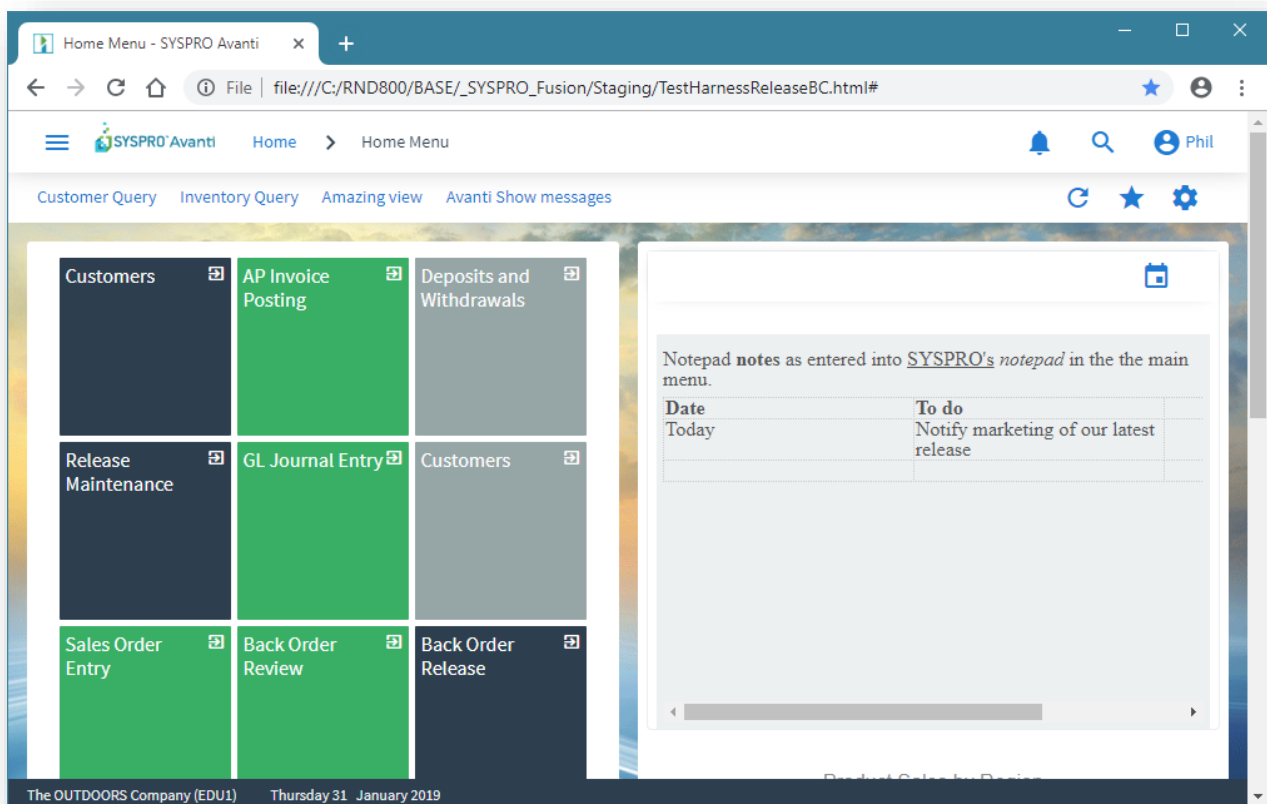 Home Menu - SYSPRO Avanti
File | file:///C:/RND800/BASE/_SYSPRO_Fusion/Staging/TestHarnessReleaseBC.html#
SYSPRO Avanti Home > Home Menu Phil
Customer Query Inventory Query Amazing view Avanti Show messages
Customers
AP Invoice
Posting
Deposits and
Withdrawals
Release
Maintenance
GL Journal Entry
Customers
Sales Order
Entry
Back Order
Review
Back Order
Release
Notepad notes as entered into SYSPRO's notepad in the the main
menu.
Date To do
Today Notify marketing of our latest
release
Product Sales by Region
The OUTDOORS Company (EDU1) Thursday 31 January 2019